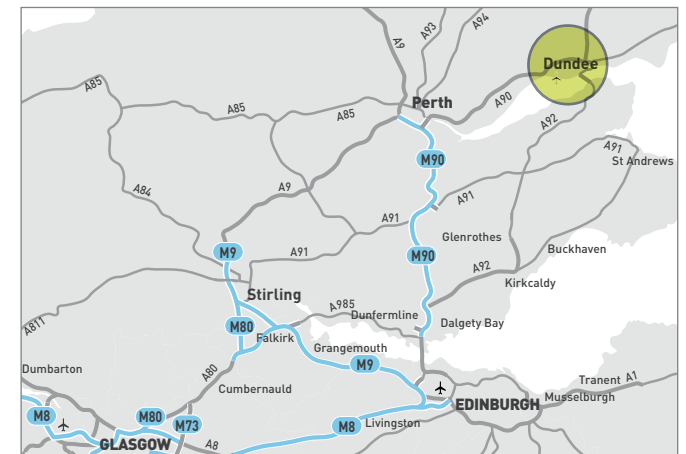 A9
A93
A94
Dundee
A85
A85
A85
Perth
A90
A92
M90
A91
St Andrews
A84
A9
A91
A91
Glenrothes
Buckhaven
M9
A91
M90
A92
Kirkcaldy
Stirling
A985
Dunfermline
Dalgety Bay
A811
M80
Falkirk
Grangemouth
M9
Dumbarton
A80
Cumbernauld
Tranent A1
Musselburgh
EDINBURGH
M8
M80
M73
M8
Livingston
GLASGOW
A8